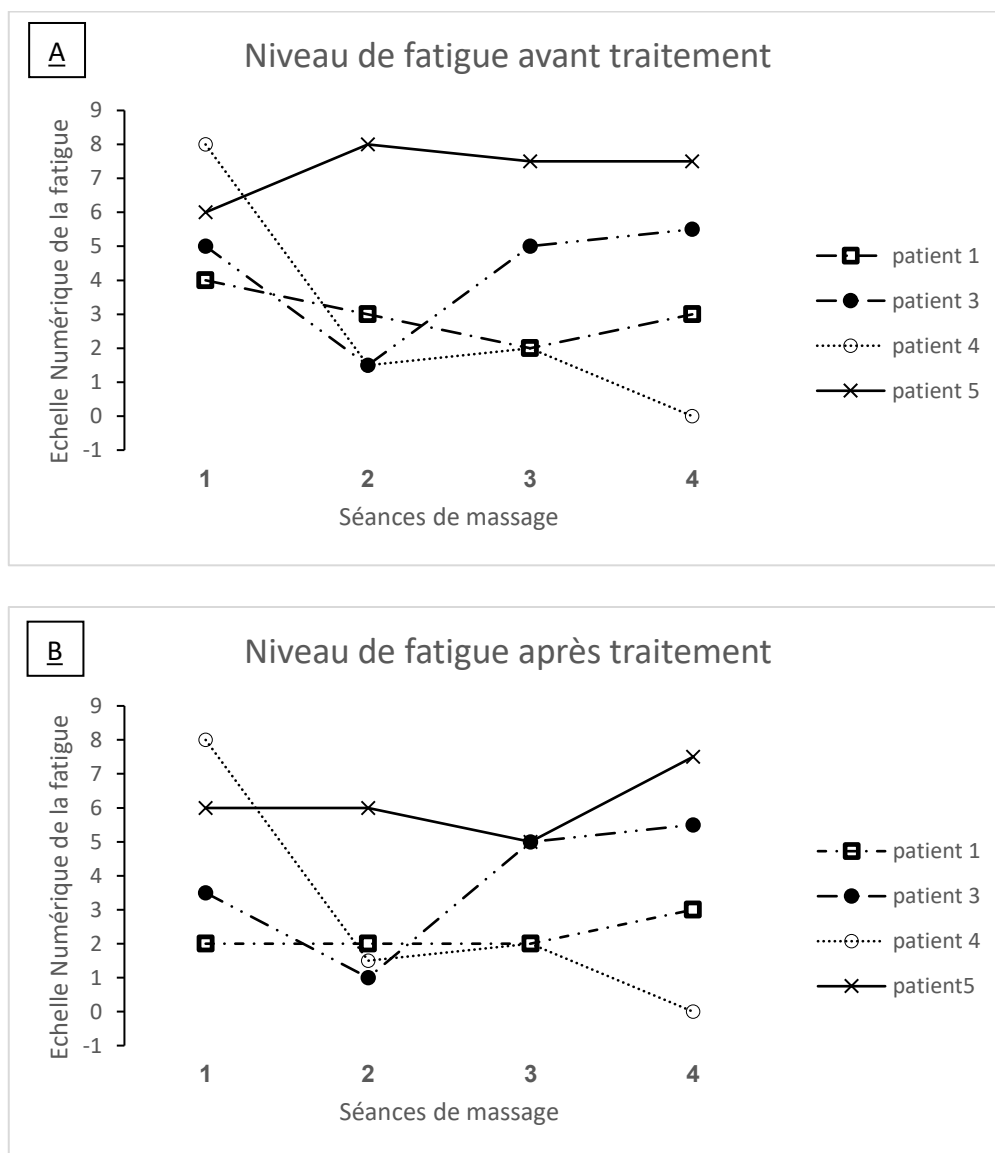 A
Niveau de fatigue avant traitement
Echelle Numérique de la fatigue
9
8
7
6
5
4
3
2
1
0
-1
1 2 3 4
Séances de massage
patient 1
patient 3
patient 4
patient 5
B
Niveau de fatigue après traitement
Echelle Numérique de la fatigue
9
8
7
6
5
4
3
2
1
0
-1
1 2 3 4
Séances de massage
patient 1
patient 3
patient 4
patient5